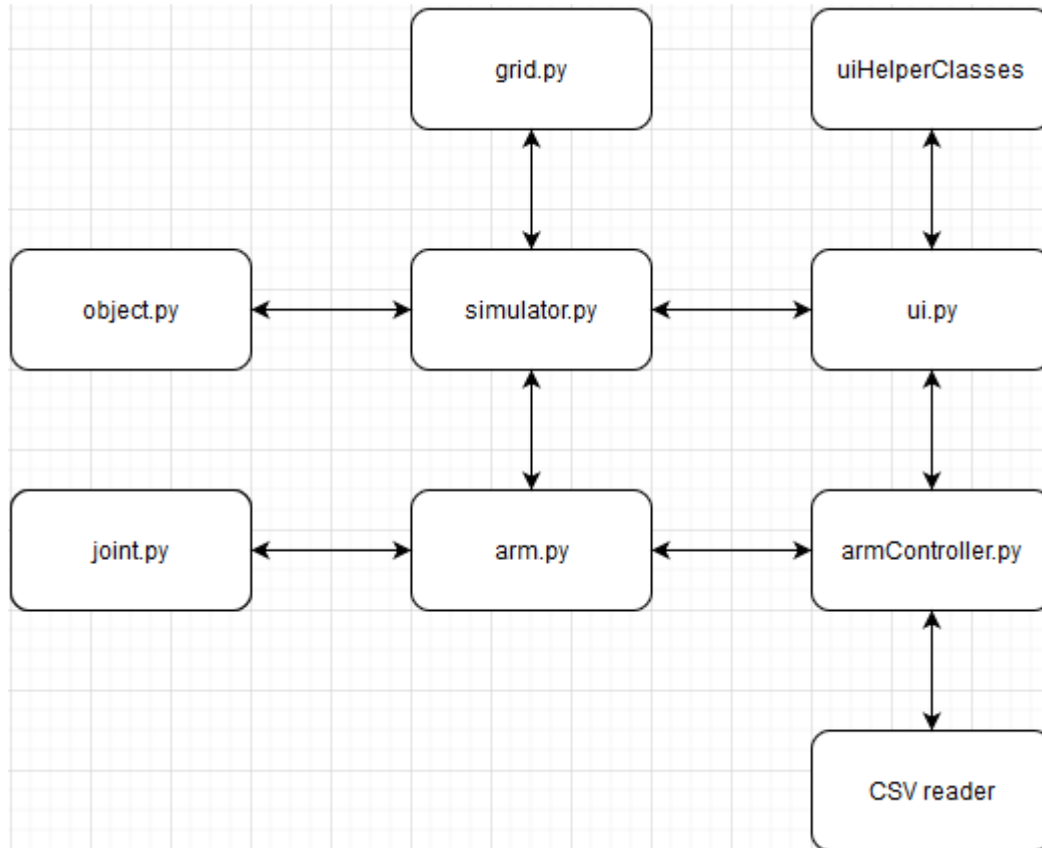 grid.py
uiHelperClasses
object.py
simulator.py
ui.py
joint.py
arm.py
armController.py
CSV reader